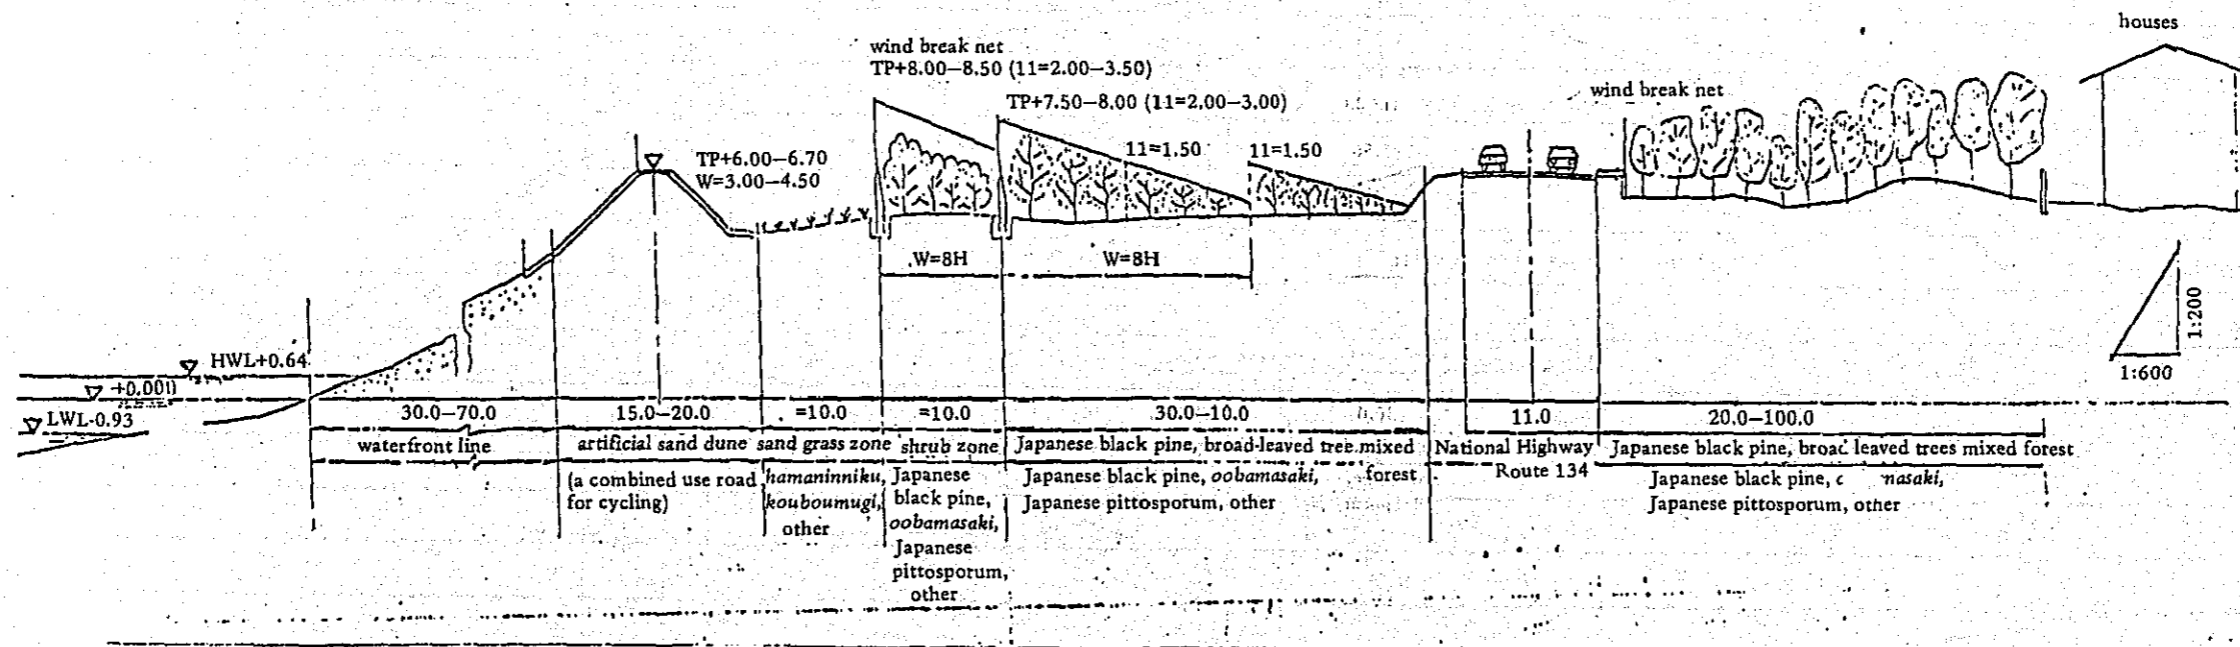 houses
wind break net
TP+8.00—8.50 (11=2.00—3.50)
TP+7.50—8.00 (11=2.00—3.00)
wind break net
11=1.50
11=1.50
TP+6.00—6.70
W=3.00—4.50
W=8H
W=8H
1:200
1:600
HWL+0.64
+0.00
LWL-0.93
30.0—70.0
15.0—20.0
=10.0
=10.0
30.0—10.0
11.0
20.0—100.0
waterfront line
artificial sand dune
sand grass zone
shrub zone
Japanese black pine, broad-leaved tree mixed
forest
National Highway
Route 134
Japanese black pine, broad leaved trees mixed forest
(a combined use road
for cycling)
hamaninniku,
kouboumugi,
other
Japanese
black pine,
oobamasaki,
Japanese
pittosporum,
other
Japanese black pine, oobamasaki,
Japanese pittosporum, other
Japanese black pine,
Japanese pittosporum, other